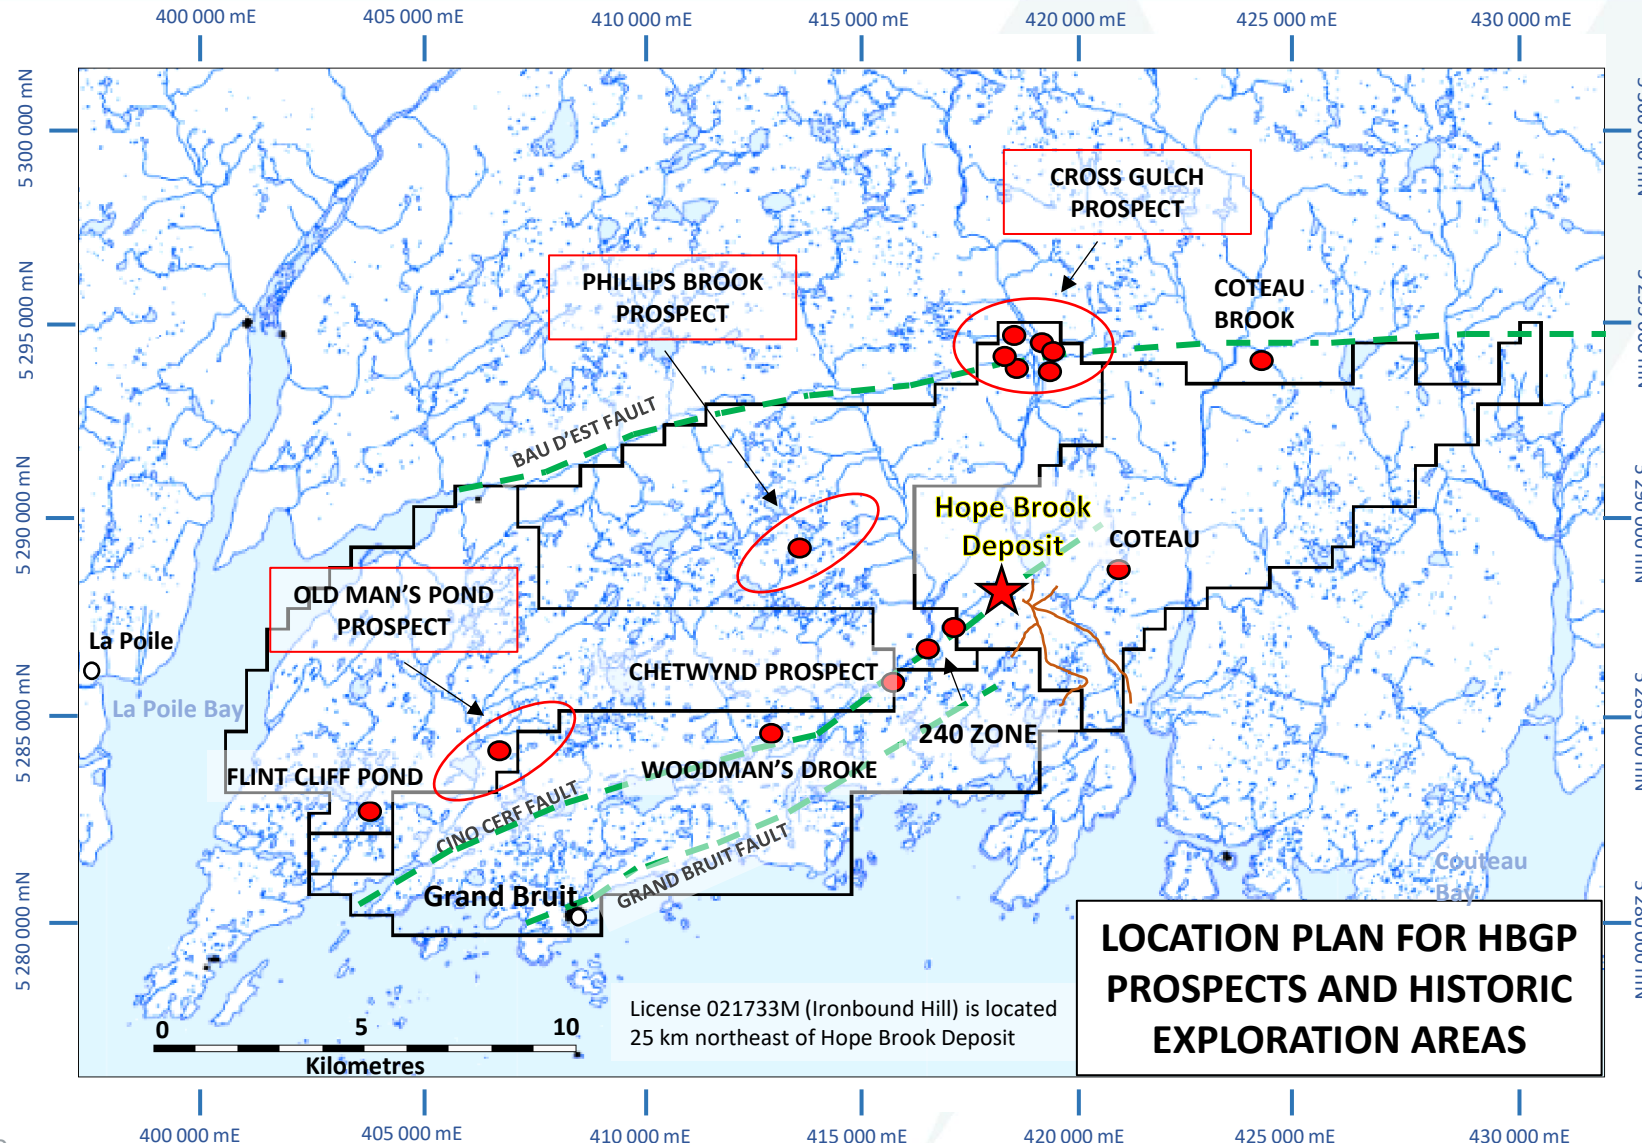 400 000 mE 405 000 mE 410 000 mE 415 000 mE 420 000 mE 425 000 mE 430 000 mE
5 300 000 mN
5 295 000 mN
5 290 000 mN
5 285 000 mN
5 280 000 mN
CROSS GULCH
PROSPECT
PHILLIPS BROOK
PROSPECT
COTEAU
BROOK
BAU D'EST FAULT
Hope Brook
Deposit
COTEAU
OLD MAN'S POND
PROSPECT
La Poile
CHETWYND PROSPECT
La Poile Bay
240 ZONE
FLINT CLIFF POND
WOODMAN'S DROKE
CINO CERF FAULT
GRAND BRUIT FAULT
Grand Bruit
Couteau
Bay
LOCATION PLAN FOR HBGP
PROSPECTS AND HISTORIC
EXPLORATION AREAS
License 021733M (Ironbound Hill) is located
25 km northeast of Hope Brook Deposit
0 5 10
Kilometres
400 000 mE 405 000 mE 410 000 mE 415 000 mE 420 000 mE 425 000 mE 430 000 mE